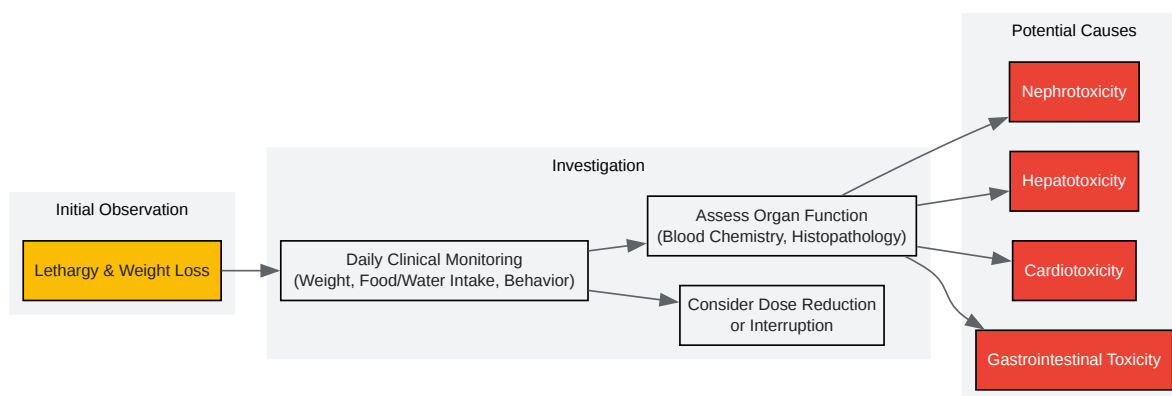 Initial Observation
Lethargy & Weight Loss
Investigation
Daily Clinical Monitoring
(Weight, Food/Water Intake, Behavior)
Assess Organ Function
(Blood Chemistry, Histopathology)
Consider Dose Reduction
or Interruption
Potential Causes
Nephrotoxicity
Hepatotoxicity
Cardiotoxicity
Gastrointestinal Toxicity